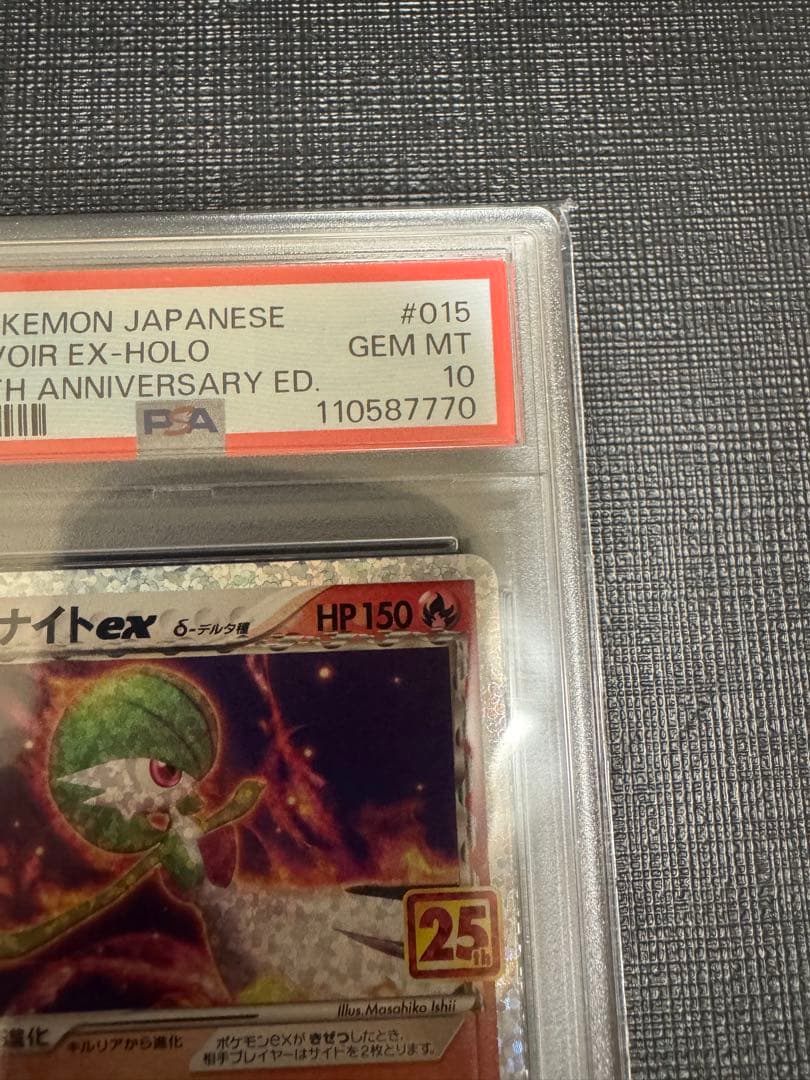 KEMON JAPANESE #015
VOIR EX-HOLO GEM MT
TH ANNIVERSARY ED. 10
PSA 110587770
ナイトex δ-デルタ種 HP150
25th
Illus. Masahiko Ishii
進化 キルリアから進化
ポケモンexが きぜつしたとき、
相手プレイヤーはサイドを2枚とります。